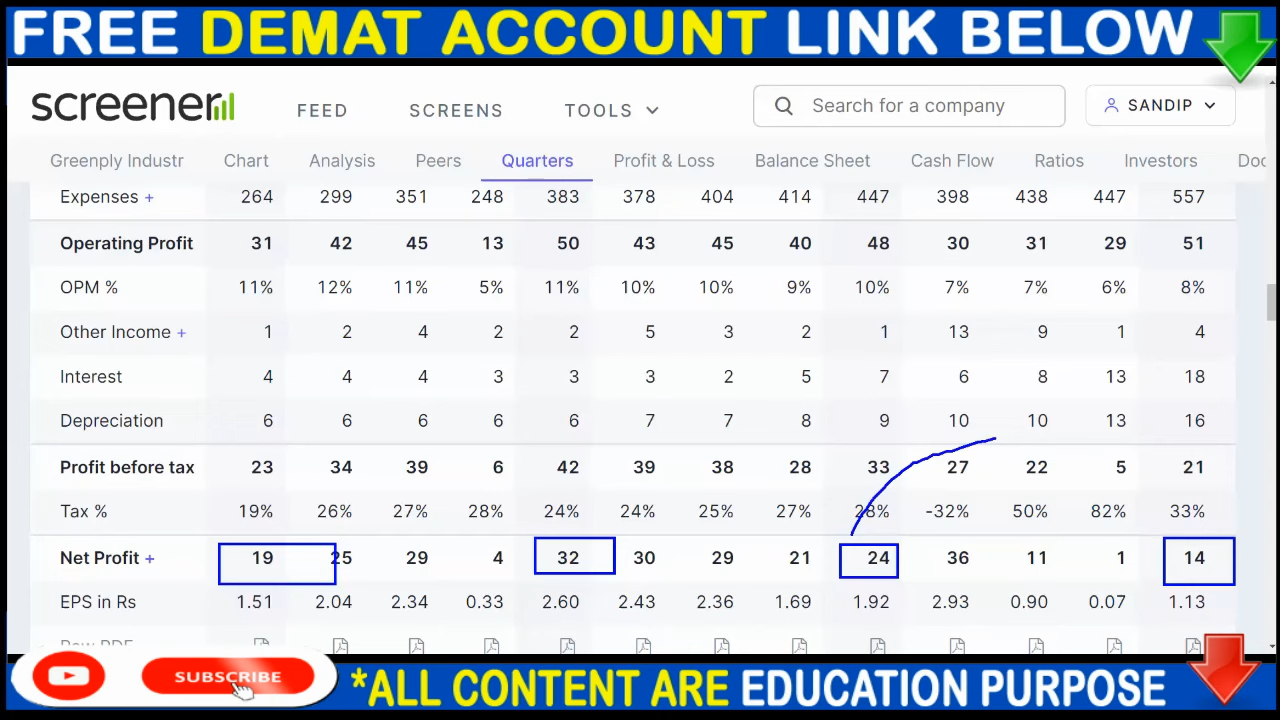 FREE DEMAT ACCOUNT LINK BELOW
screener FEED SCREENS TOOLS Search for a company SANDIP
Greenply Industr Chart Analysis Peers Quarters Profit & Loss Balance Sheet Cash Flow Ratios Investors Doc
Expenses + 264 299 351 248 383 378 404 414 447 398 438 447 557
Operating Profit 31 42 45 13 50 43 45 40 48 30 31 29 51
OPM % 11% 12% 11% 5% 11% 10% 10% 9% 10% 7% 7% 6% 8%
Other Income + 1 2 4 2 2 5 3 2 1 13 9 1 4
Interest 4 4 4 3 3 3 2 5 7 6 8 13 18
Depreciation 6 6 6 6 6 7 7 8 9 10 10 13 16
Profit before tax 23 34 39 6 42 39 38 28 33 27 22 5 21
Tax % 19% 26% 27% 28% 24% 24% 25% 27% 28% -32% 50% 82% 33%
Net Profit + 19 25 29 4 32 30 29 21 24 36 11 1 14
EPS in Rs 1.51 2.04 2.34 0.33 2.60 2.43 2.36 1.69 1.92 2.93 0.90 0.07 1.13
Raw PDF
SUBSCRIBE
*ALL CONTENT ARE EDUCATION PURPOSE